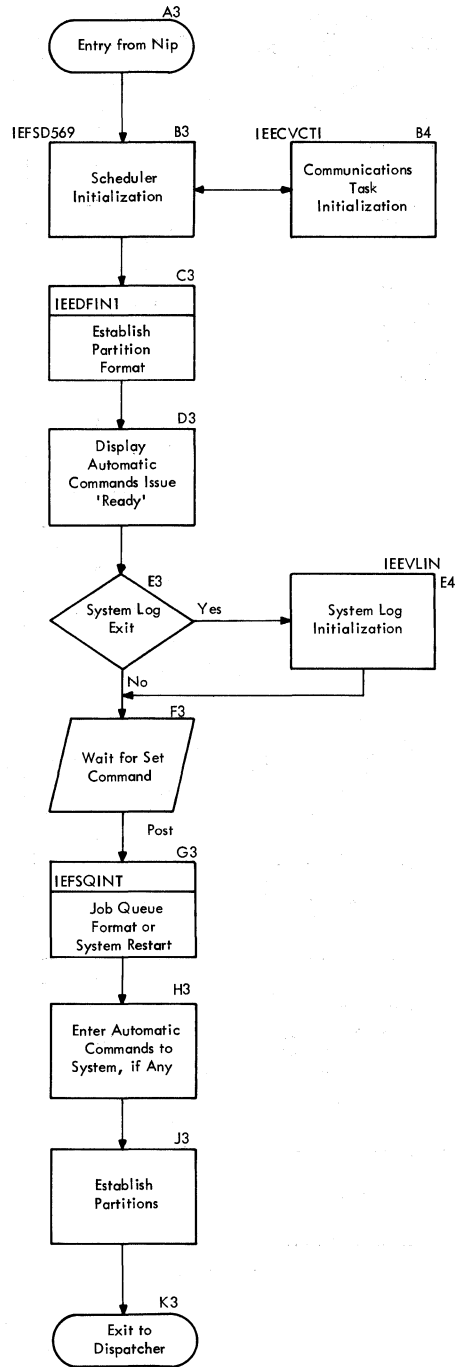 A3
Entry from Nip
IEFSD569
B3
Scheduler
Initialization
IEECVCTI
B4
Communications
Task
Initialization
C3
IEEDFIN1
Establish
Partition
Format
D3
Display
Automatic
Commands Issue
'Ready'
E3
System Log
Exit
Yes
IEEVLIN
E4
System Log
Initialization
No
F3
Wait for Set
Command
Post
G3
IEFSQINT
Job Queue
Format or
System Restart
H3
Enter Automatic
Commands to
System, if Any
J3
Establish
Partitions
K3
Exit to
Dispatcher